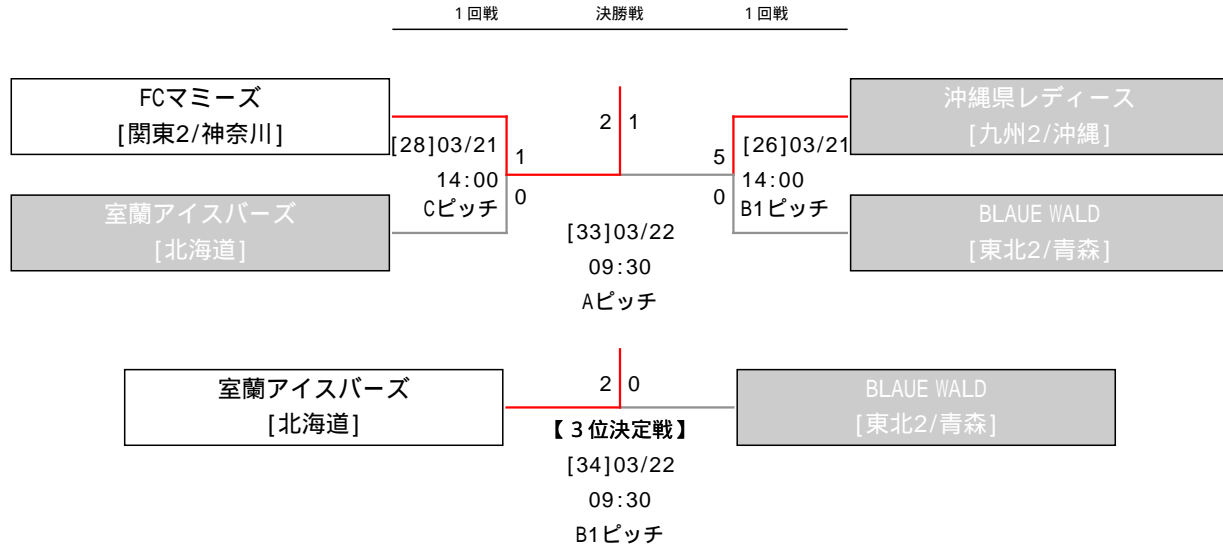 1回戦 決勝戦 1回戦
FCマミーズ
[関東2/神奈川]
沖縄県レディース
[九州2/沖縄]
2 1
[28]03/21
1
14:00
0
Cピッチ
5
[26]03/21
14:00
0
B1ピッチ
室蘭アイスバーズ
[北海道]
BLAUE WALD
[東北2/青森]
[33]03/22
09:30
Aピッチ
室蘭アイスバーズ
[北海道]
2 0
BLAUE WALD
[東北2/青森]
【3位決定戦】
[34]03/22
09:30
B1ピッチ